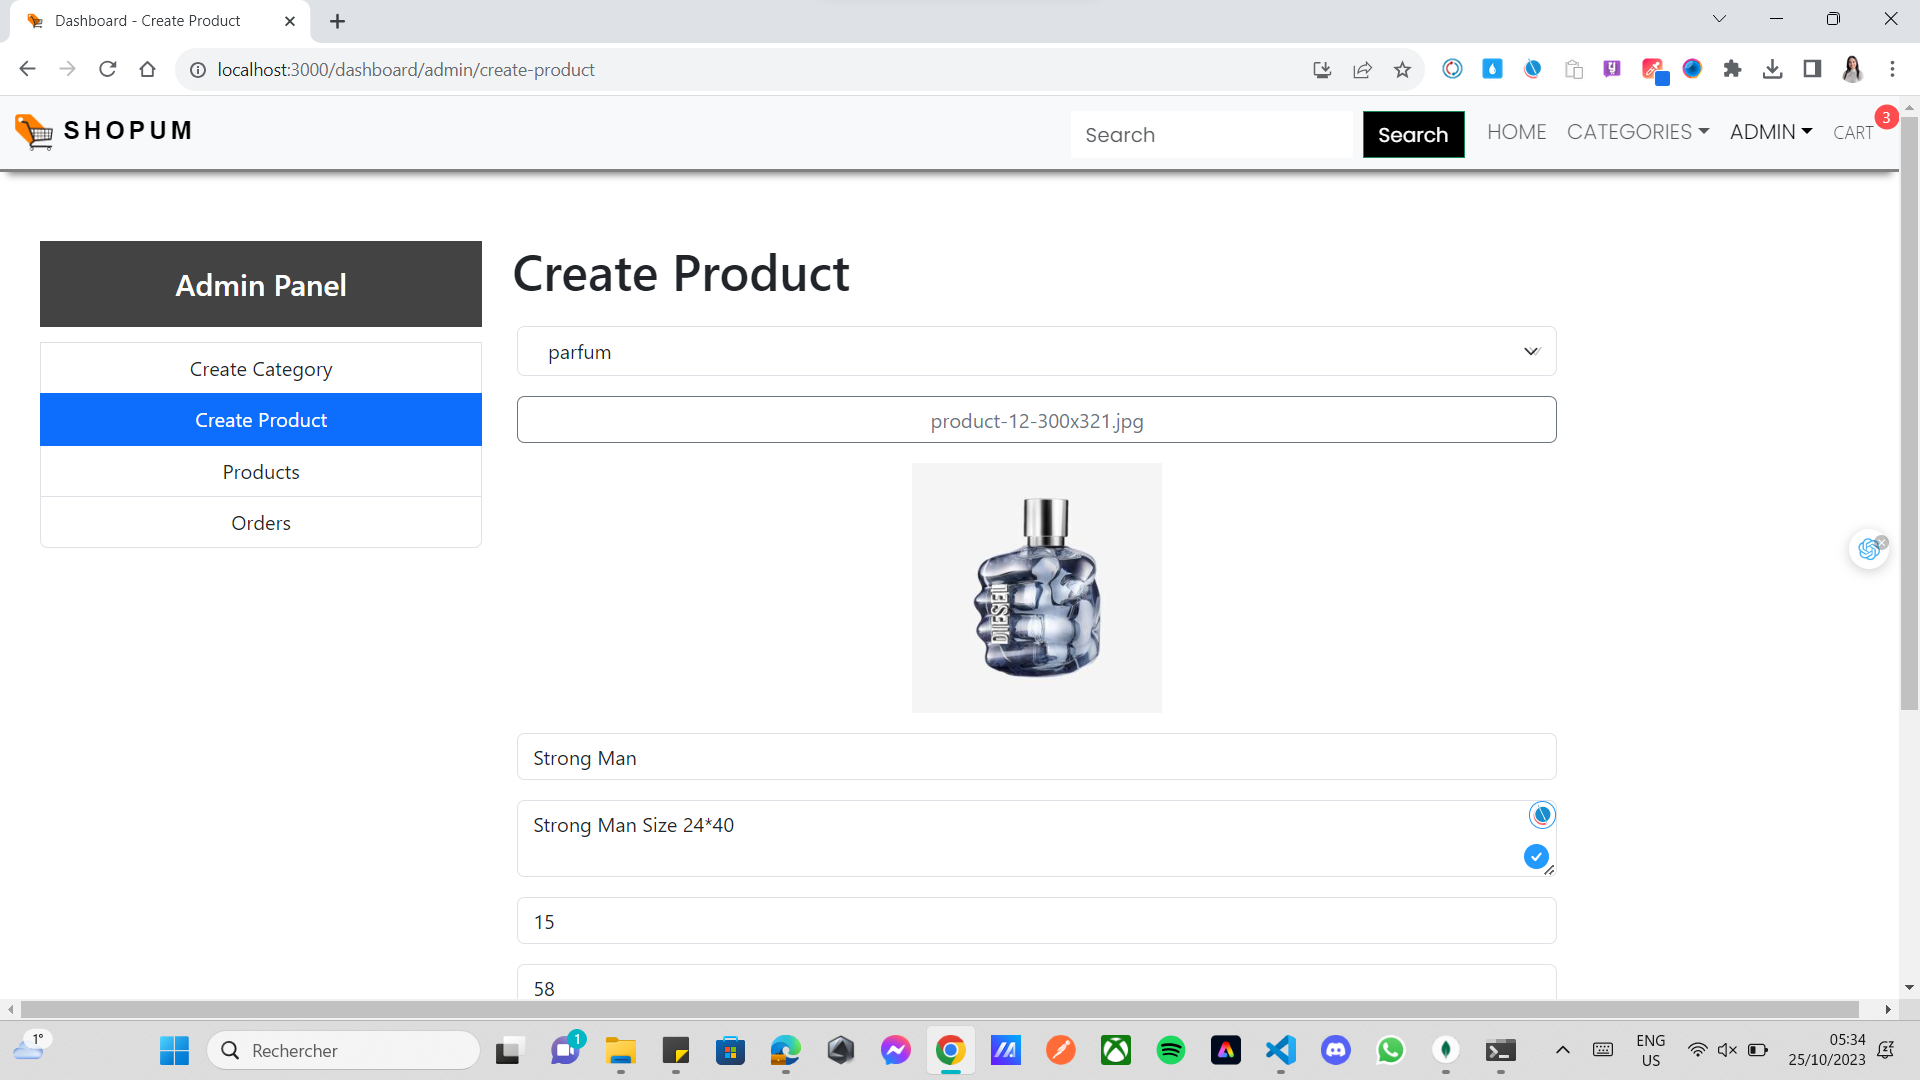 Dashboard - Create Product
localhost:3000/dashboard/admin/create-product
SHOPUM
Search
Search
HOME
CATEGORIES
ADMIN
CART
3
Admin Panel
Create Category
Create Product
Products
Orders
Create Product
parfum
product-12-300x321.jpg
DIESEL
Strong Man
Strong Man Size 24*40
15
58
1°
Rechercher
1
ENG
US
05:34
25/10/2023